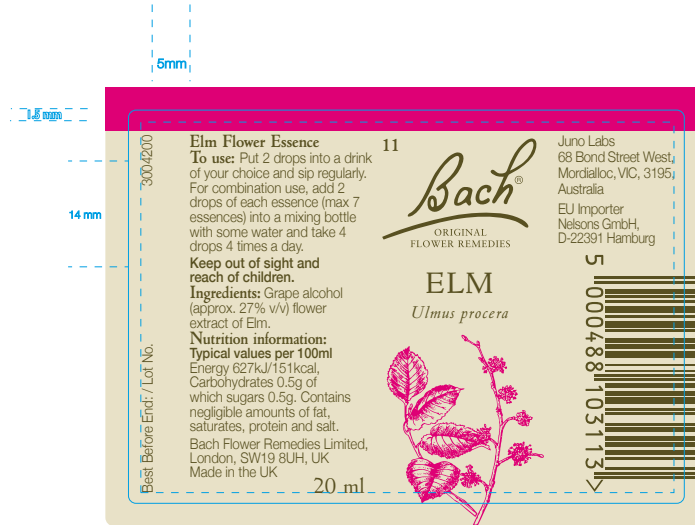 5mm
1.5 mm
14 mm
3004200
Best Before End: / Lot No.
Elm Flower Essence
To use: Put 2 drops into a drink
of your choice and sip regularly.
For combination use, add 2
drops of each essence (max 7
essences) into a mixing bottle
with some water and take 4
drops 4 times a day.
Keep out of sight and
reach of children.
Ingredients: Grape alcohol
(approx. 27% v/v) flower
extract of Elm.
Nutrition information:
Typical values per 100ml
Energy 627kJ/151kcal,
Carbohydrates 0.5g of
which sugars 0.5g. Contains
negligible amounts of fat,
saturates, protein and salt.
Bach Flower Remedies Limited,
London, SW19 8UH, UK
Made in the UK
20 ml
11
Bach®
ORIGINAL
FLOWER REMEDIES
ELM
Ulmus procera
Juno Labs
68 Bond Street West,
Mordialloc, VIC, 3195,
Australia
EU Importer
Nelsons GmbH,
D-22391 Hamburg
5 000488 103113 >